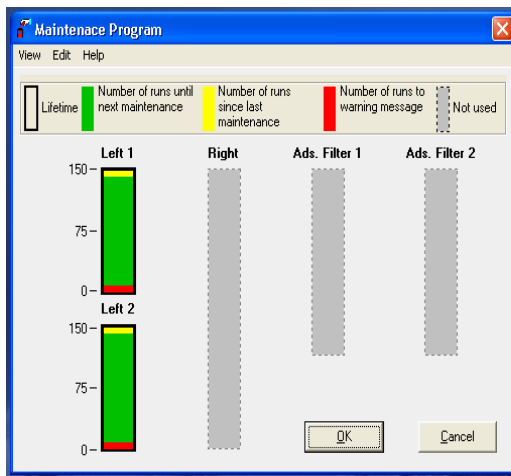 Maintenace Program
View Edit Help
Lifetime
Number of runs until
next maintenance
Number of runs
since last
maintenance
Number of runs to
warning message
Not used
Left 1
Right
Ads. Filter 1
Ads. Filter 2
150
75
0
Left 2
150
75
0
OK
Cancel